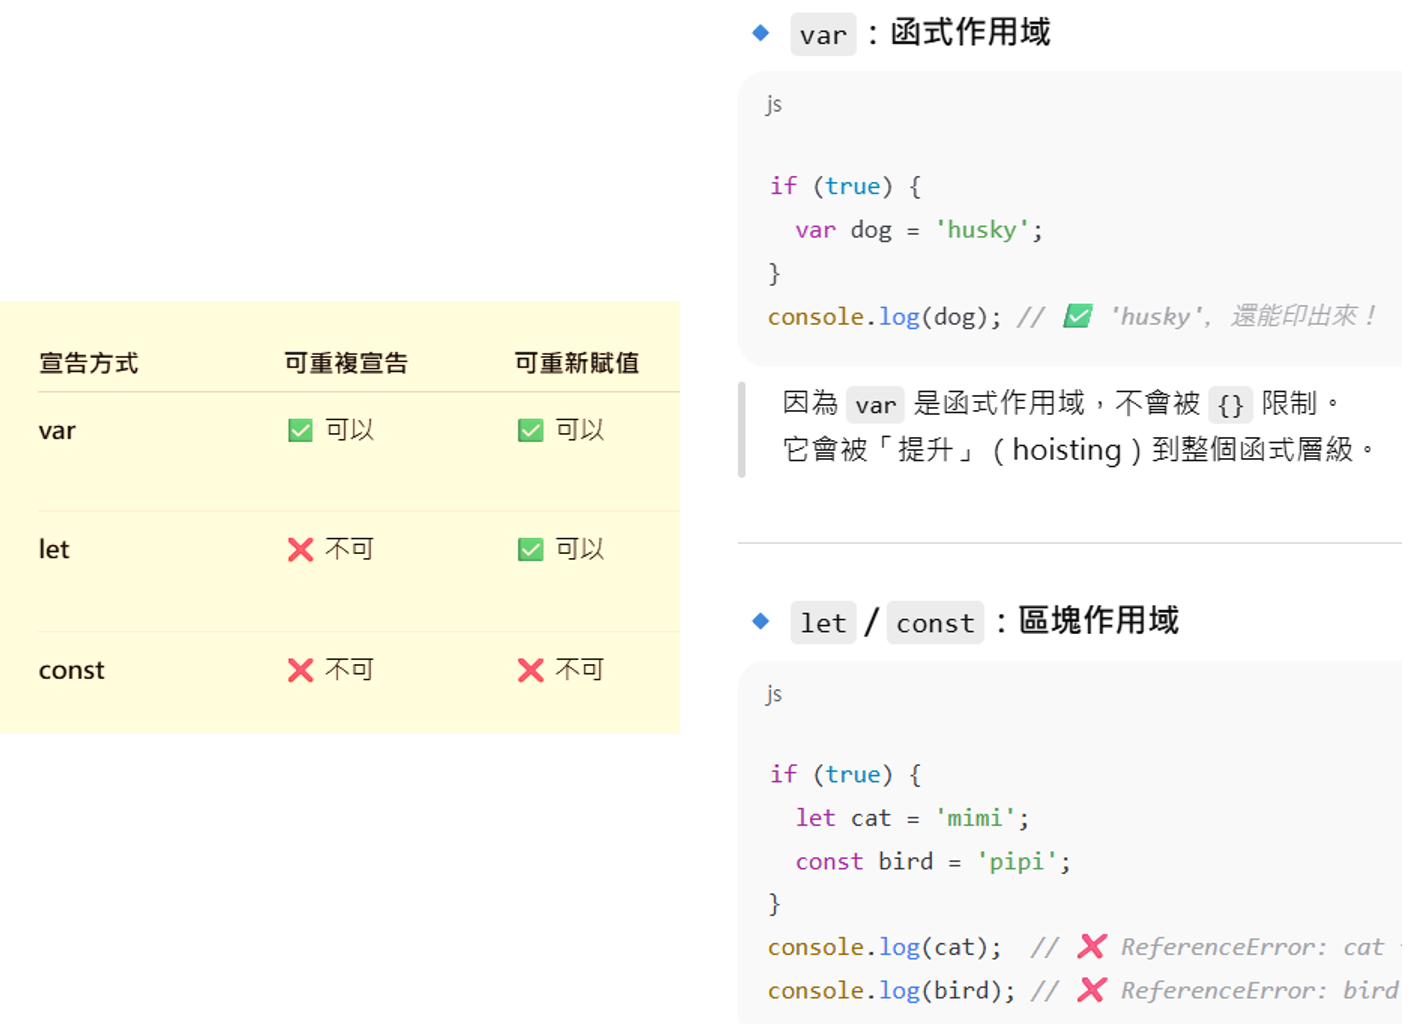 宣告方式 可重複宣告 可重新賦值
var ✅ 可以 ✅ 可以
let ❌ 不可 ✅ 可以
const ❌ 不可 ❌ 不可
var：函式作用域
js
if (true) {
  var dog = 'husky';
}
console.log(dog); // ✅ 'husky', 還能印出來！
因為 var 是函式作用域，不會被 {} 限制。
它會被「提升」（hoisting）到整個函式層級。
let / const：區塊作用域
js
if (true) {
  let cat = 'mimi';
  const bird = 'pipi';
}
console.log(cat);  // ❌ ReferenceError: cat
console.log(bird); // ❌ ReferenceError: bird